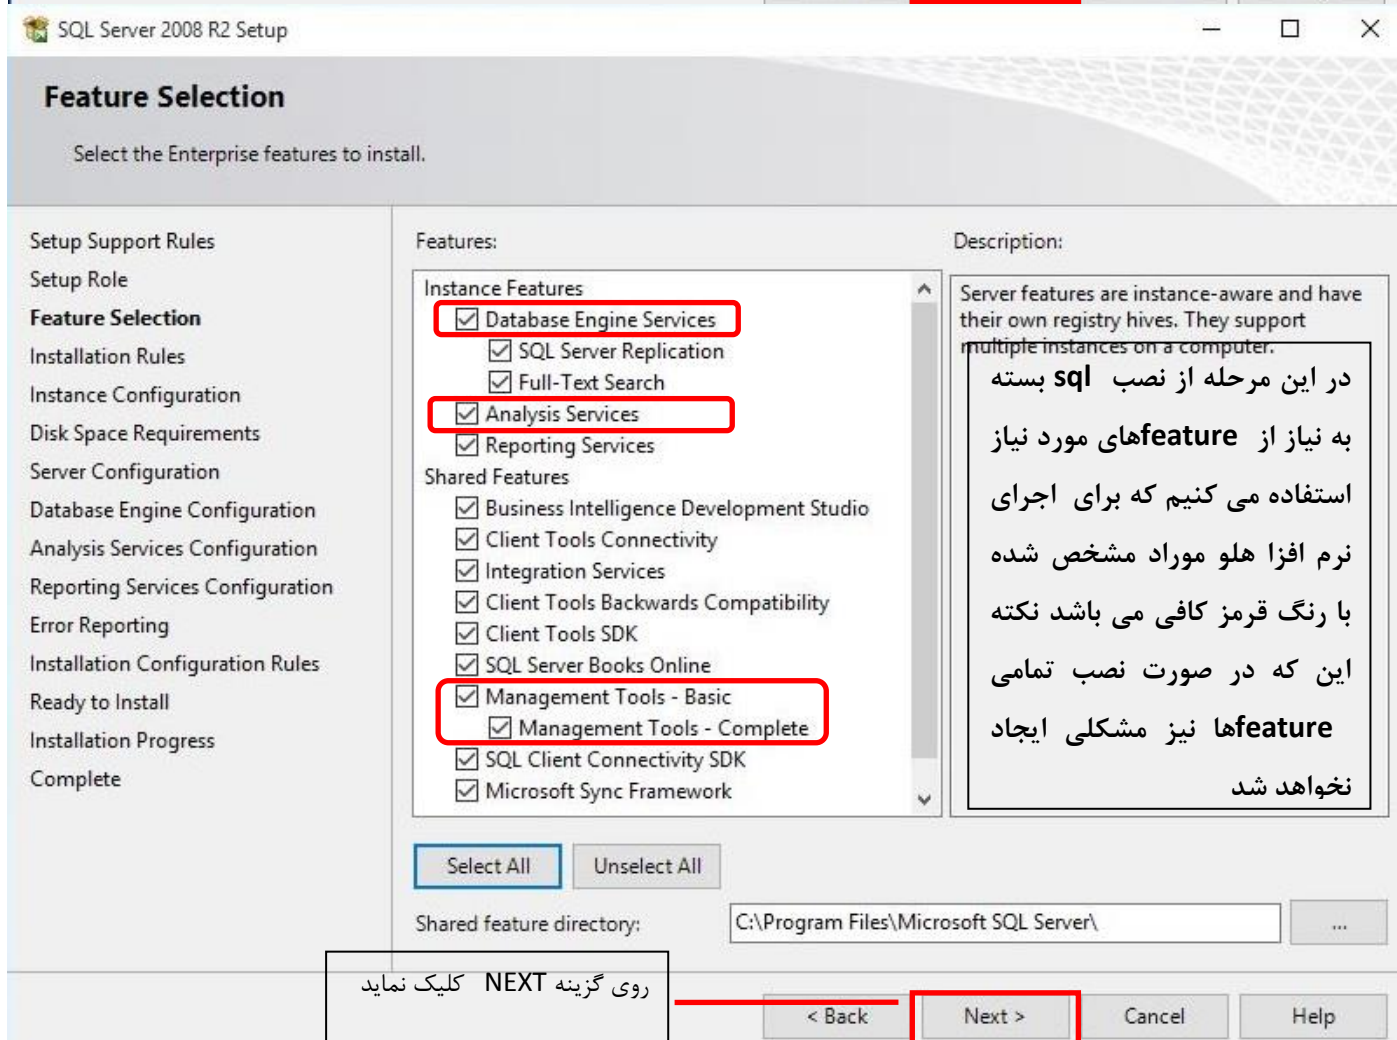 SQL Server 2008 R2 Setup
Feature Selection
Select the Enterprise features to install.
Setup Support Rules
Setup Role
Feature Selection
Installation Rules
Instance Configuration
Disk Space Requirements
Server Configuration
Database Engine Configuration
Analysis Services Configuration
Reporting Services Configuration
Error Reporting
Installation Configuration Rules
Ready to Install
Installation Progress
Complete
Features:
Instance Features
Database Engine Services
SQL Server Replication
Full-Text Search
Analysis Services
Reporting Services
Shared Features
Business Intelligence Development Studio
Client Tools Connectivity
Integration Services
Client Tools Backwards Compatibility
Client Tools SDK
SQL Server Books Online
Management Tools - Basic
Management Tools - Complete
SQL Client Connectivity SDK
Microsoft Sync Framework
Description:
Server features are instance-aware and have
their own registry hives. They support
multiple instances on a computer.
در این مرحله از نصب sql بسته
به نیاز از featureهای مورد نیاز
استفاده می کنیم که برای اجرای
نرم افزا هلو موراد مشخص شده
با رنگ قرمز کافی می باشد نکته
این که در صورت نصب تمامی
featureها نیز مشکلی ایجاد
نخواهد شد
Select All
Unselect All
Shared feature directory:
C:\Program Files\Microsoft SQL Server\
...
روی گزینه NEXT کلیک نماید
< Back
Next >
Cancel
Help